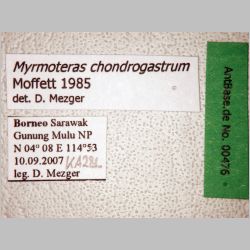 Myrmoteras chondrogastrum
Moffett 1985
det. D. Mezger
Borneo Sarawak
Gunung Mulu NP
N 04° 08 E 114°53
10.09.2007
leg. D. Mezger
AntBase.de No. 00476